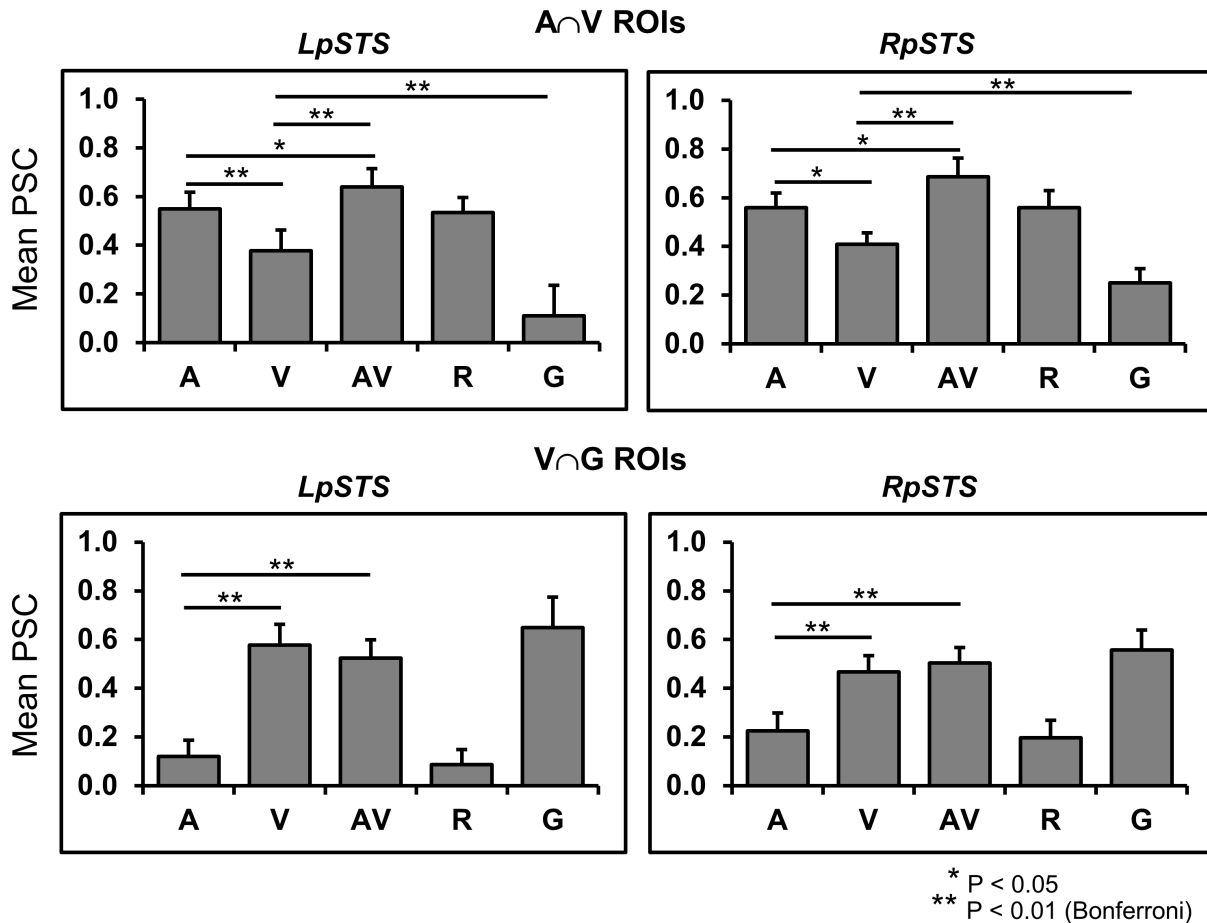 A∩V ROIs
LpSTS
RpSTS
Mean PSC
1.0
0.8
0.6
0.4
0.2
0.0
**
**
*
**
A V AV R G
1.0
0.8
0.6
0.4
0.2
0.0
**
**
*
*
A V AV R G
V∩G ROIs
LpSTS
RpSTS
Mean PSC
1.0
0.8
0.6
0.4
0.2
0.0
**
**
A V AV R G
1.0
0.8
0.6
0.4
0.2
0.0
**
**
A V AV R G
* P < 0.05
** P < 0.01 (Bonferroni)